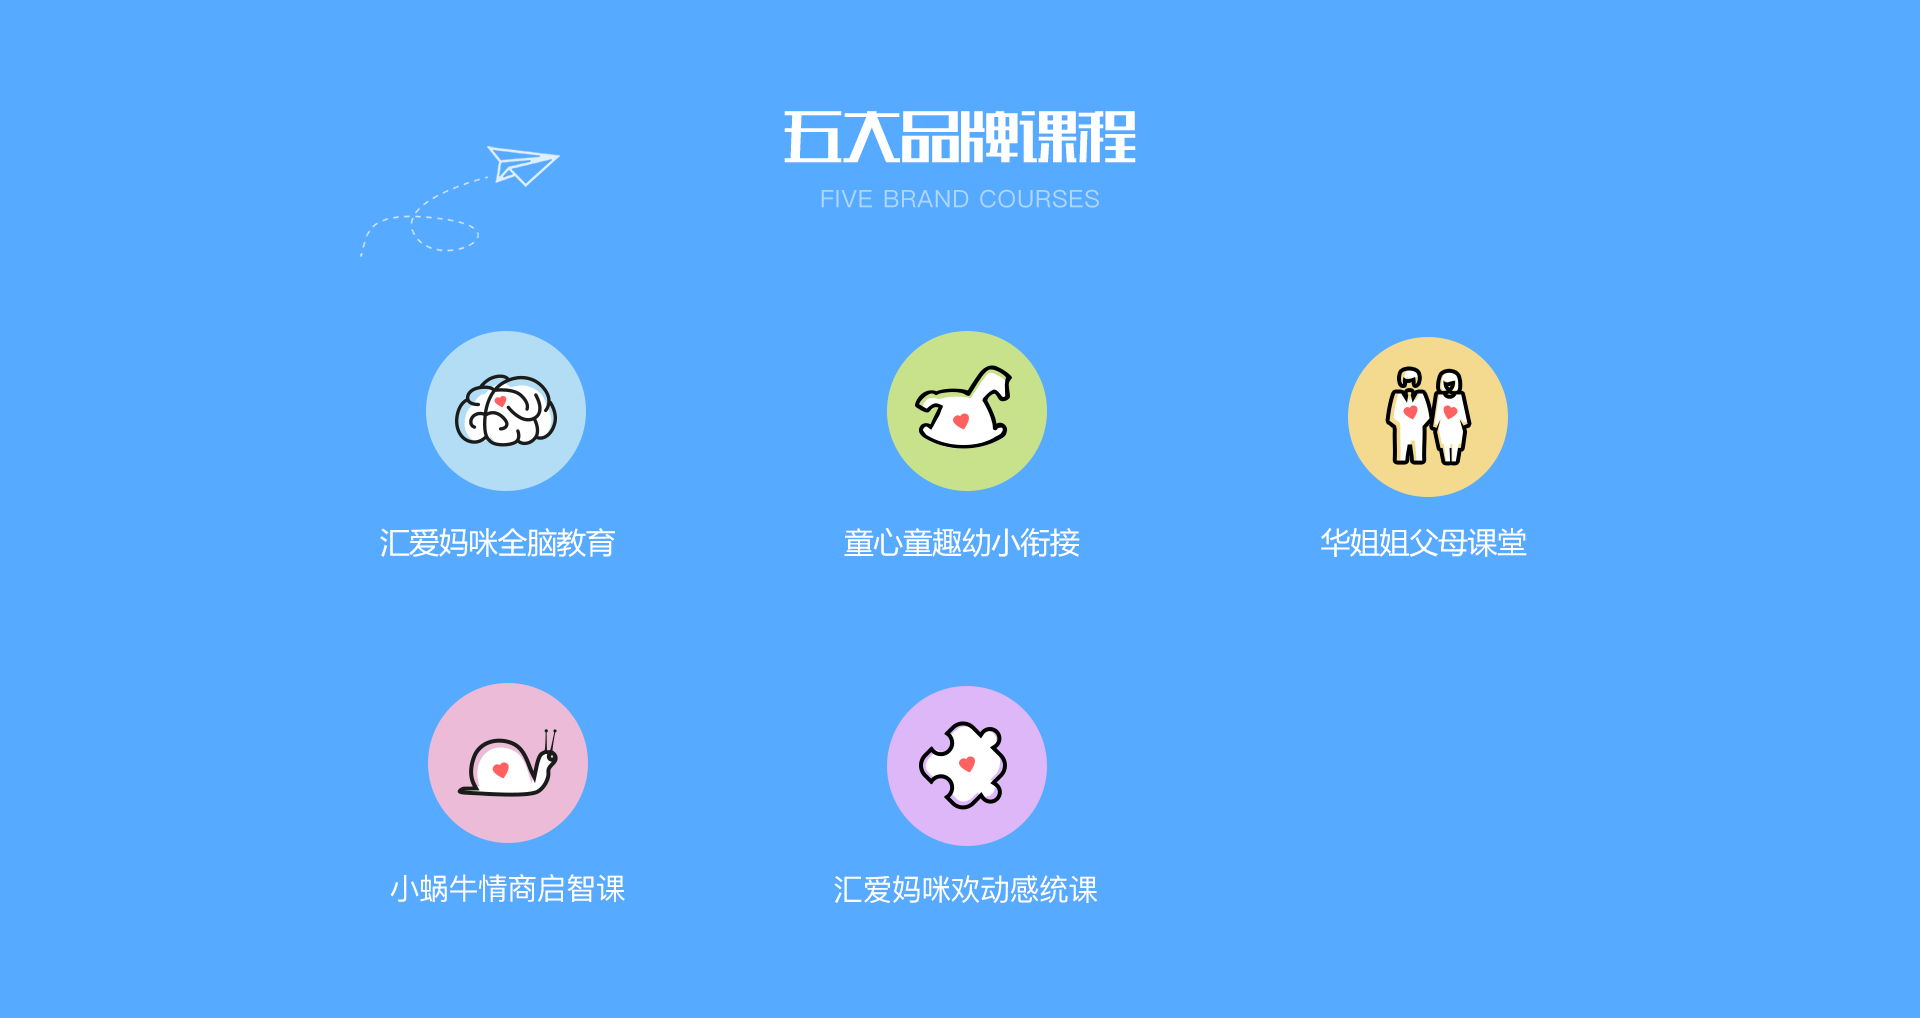 五大品牌课程
FIVE BRAND COURSES
汇爱妈咪全脑教育
童心童趣幼小衔接
华姐姐父母课堂
小蜗牛情商启智课
汇爱妈咪欢动感统课